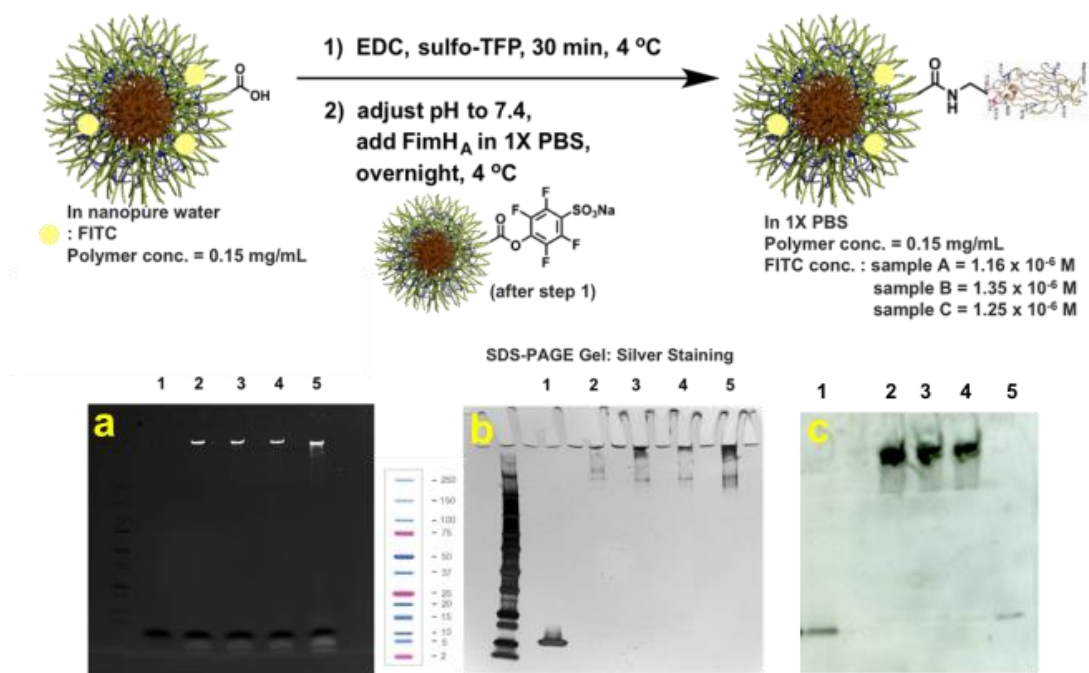 1) EDC, sulfo-TFP, 30 min, 4 °C
2) adjust pH to 7.4,
add FimH_A in 1X PBS,
overnight, 4 °C
O
OH
In nanopure water
: FITC
Polymer conc. = 0.15 mg/mL
F
F
SO₃Na
O
O
F
F
(after step 1)
O
N
H
In 1X PBS
Polymer conc. = 0.15 mg/mL
FITC conc. : sample A = 1.16 x 10⁻⁶ M
sample B = 1.35 x 10⁻⁶ M
sample C = 1.25 x 10⁻⁶ M
SDS-PAGE Gel: Silver Staining
1 2 3 4 5
a
1 2 3 4 5
b
250
150
100
75
50
37
25
20
15
10
5
2
1 2 3 4 5
c